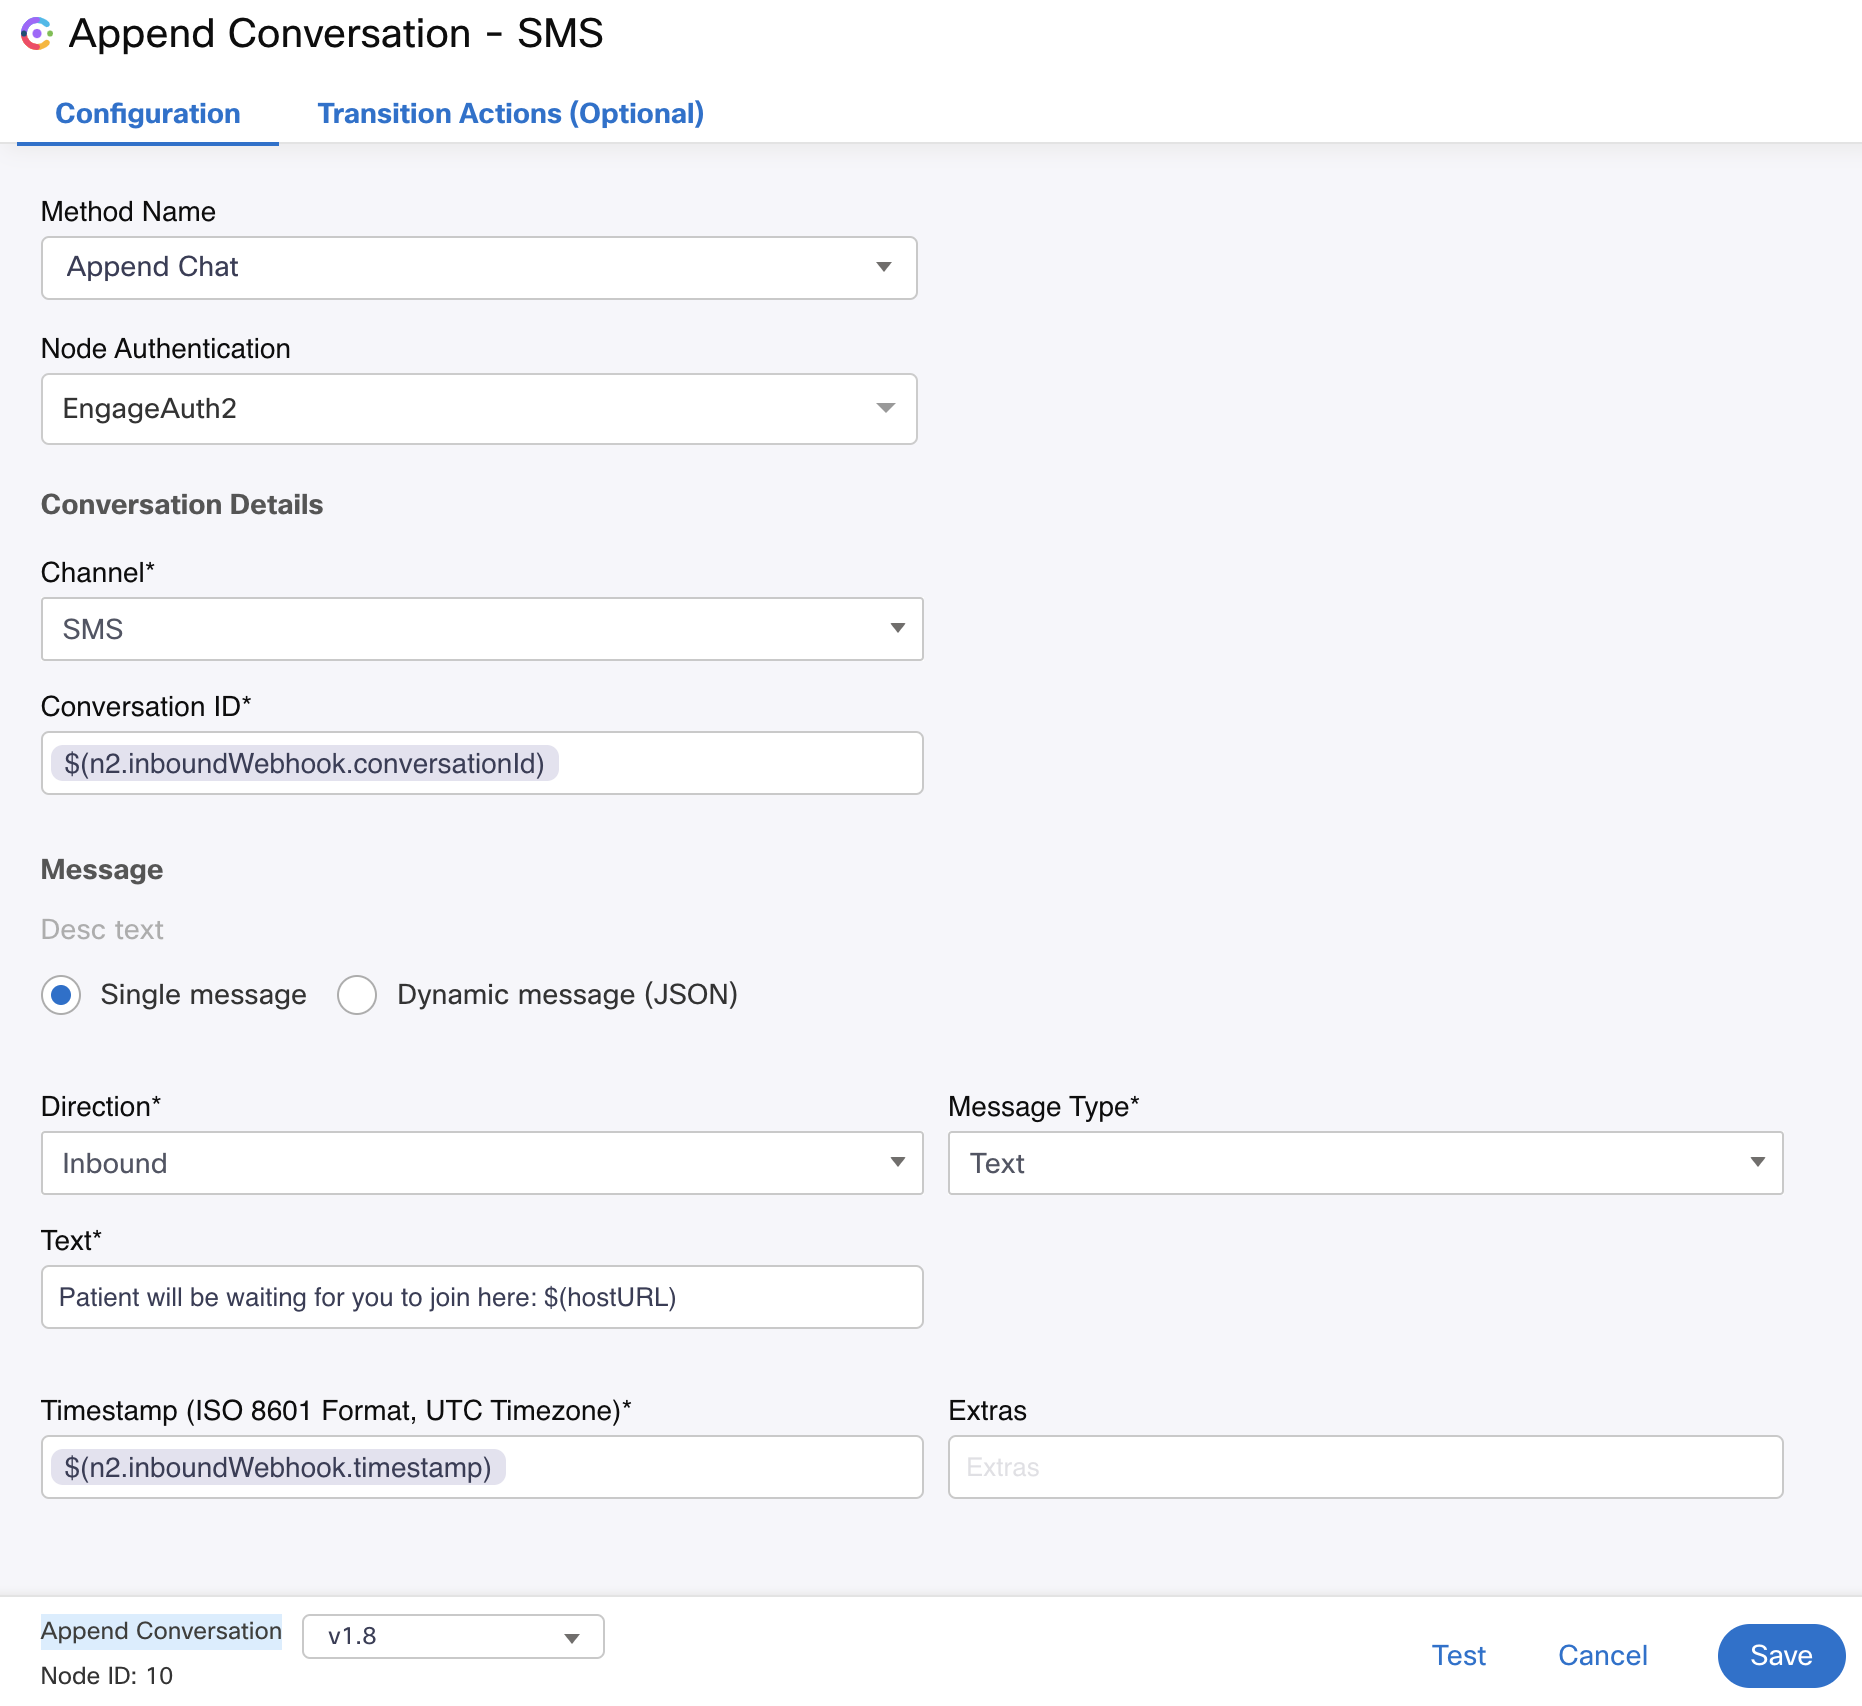 Append Conversation - SMS
Configuration
Transition Actions (Optional)
Method Name
Append Chat
Node Authentication
EngageAuth2
Conversation Details
Channel*
SMS
Conversation ID*
$(n2.inboundWebhook.conversationId)
Message
Desc text
Single message
Dynamic message (JSON)
Direction*
Message Type*
Inbound
Text
Text*
Patient will be waiting for you to join here: $(hostURL)
Timestamp (ISO 8601 Format, UTC Timezone)*
Extras
$(n2.inboundWebhook.timestamp)
Extras
Append Conversation
v1.8
Node ID: 10
Test
Cancel
Save